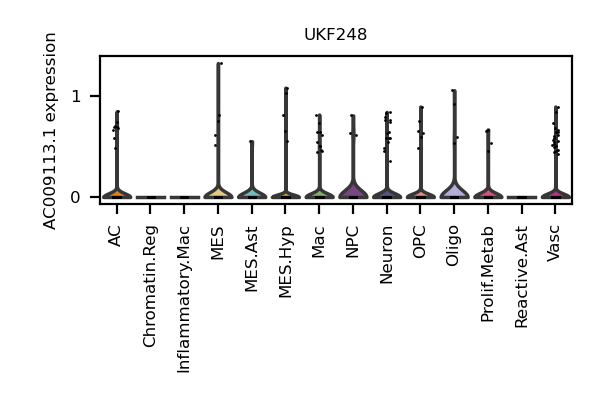 UKF248
AC009113.1 expression
1
0
AC
Chromatin.Reg
Inflammatory.Mac
MES
MES.Ast
MES.Hyp
Mac
NPC
Neuron
OPC
Oligo
Prolif.Metab
Reactive.Ast
Vasc